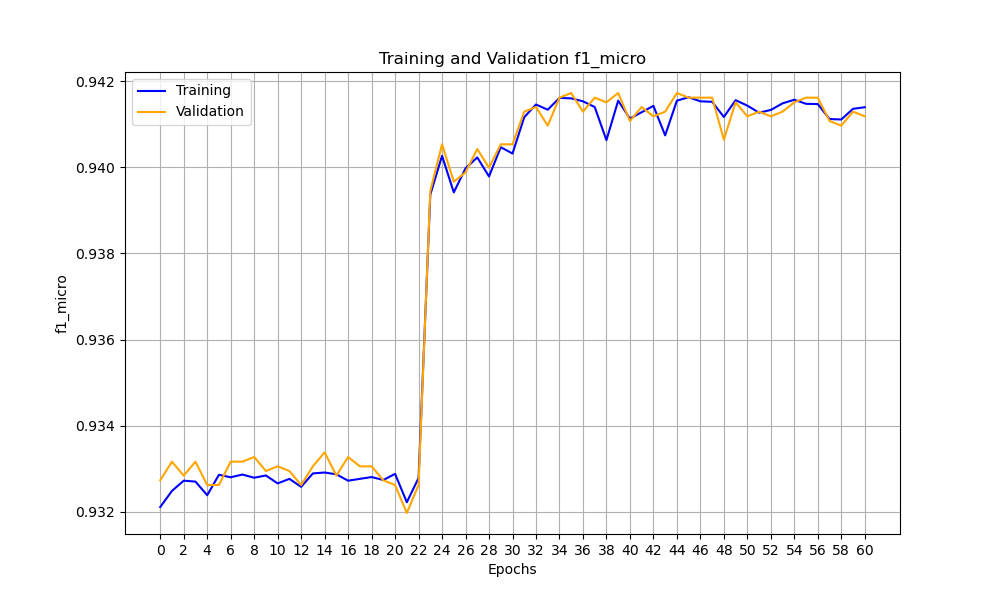 Training and Validation f1_micro
Training
Validation
0.942
0.940
0.938
0.936
0.934
0.932
f1_micro
0 2 4 6 8 10 12 14 16 18 20 22 24 26 28 30 32 34 36 38 40 42 44 46 48 50 52 54 56 58 60
Epochs